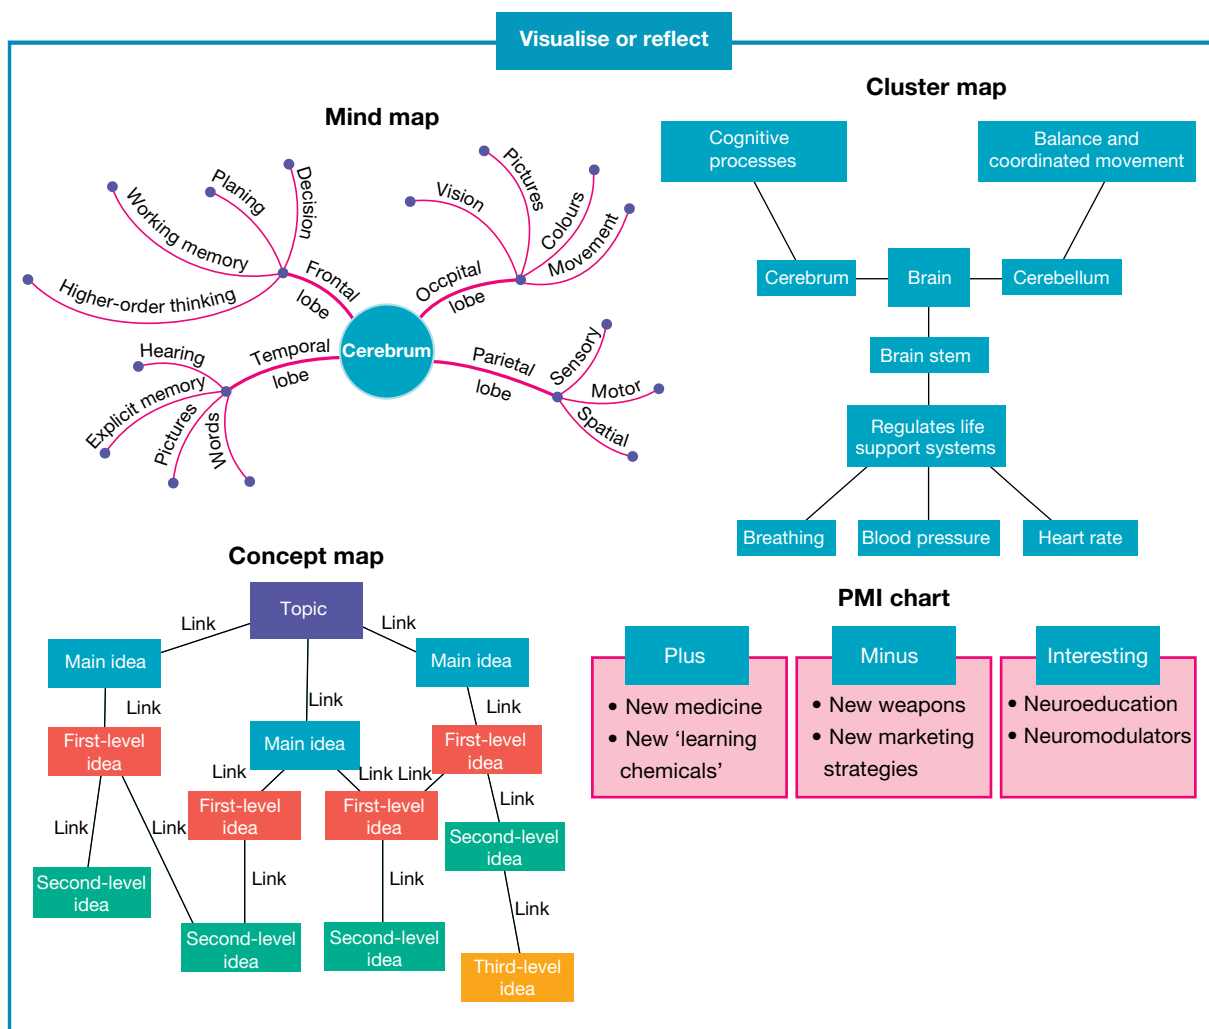 Visualise or reflect
Mind map
Decision
Planing
Working memory
Higher-order thinking
Frontal
lobe
Pictures
Vision
Colours
Movement
Occpital
lobe
Cerebrum
Hearing
Explicit memory
Pictures
Words
Temporal
lobe
Parietal
lobe
Sensory
Motor
Spatial
Cluster map
Cognitive
processes
Balance and
coordinated movement
Cerebrum
Brain
Cerebellum
Brain stem
Regulates life
support systems
Breathing
Blood pressure
Heart rate
Concept map
Topic
Link
Link
Main idea
Main idea
Link
Link
Link
First-level
idea
Main idea
First-level
idea
Link
Link
Link
First-level
idea
First-level
idea
Link
Link
Link
Second-level
idea
Second-level
idea
Link
Link
Link
Second-level
idea
Second-level
idea
Third-level
idea
PMI chart
Plus
• New medicine
• New ‘learning
chemicals’
Minus
• New weapons
• New marketing
strategies
Interesting
• Neuroeducation
• Neuromodulators